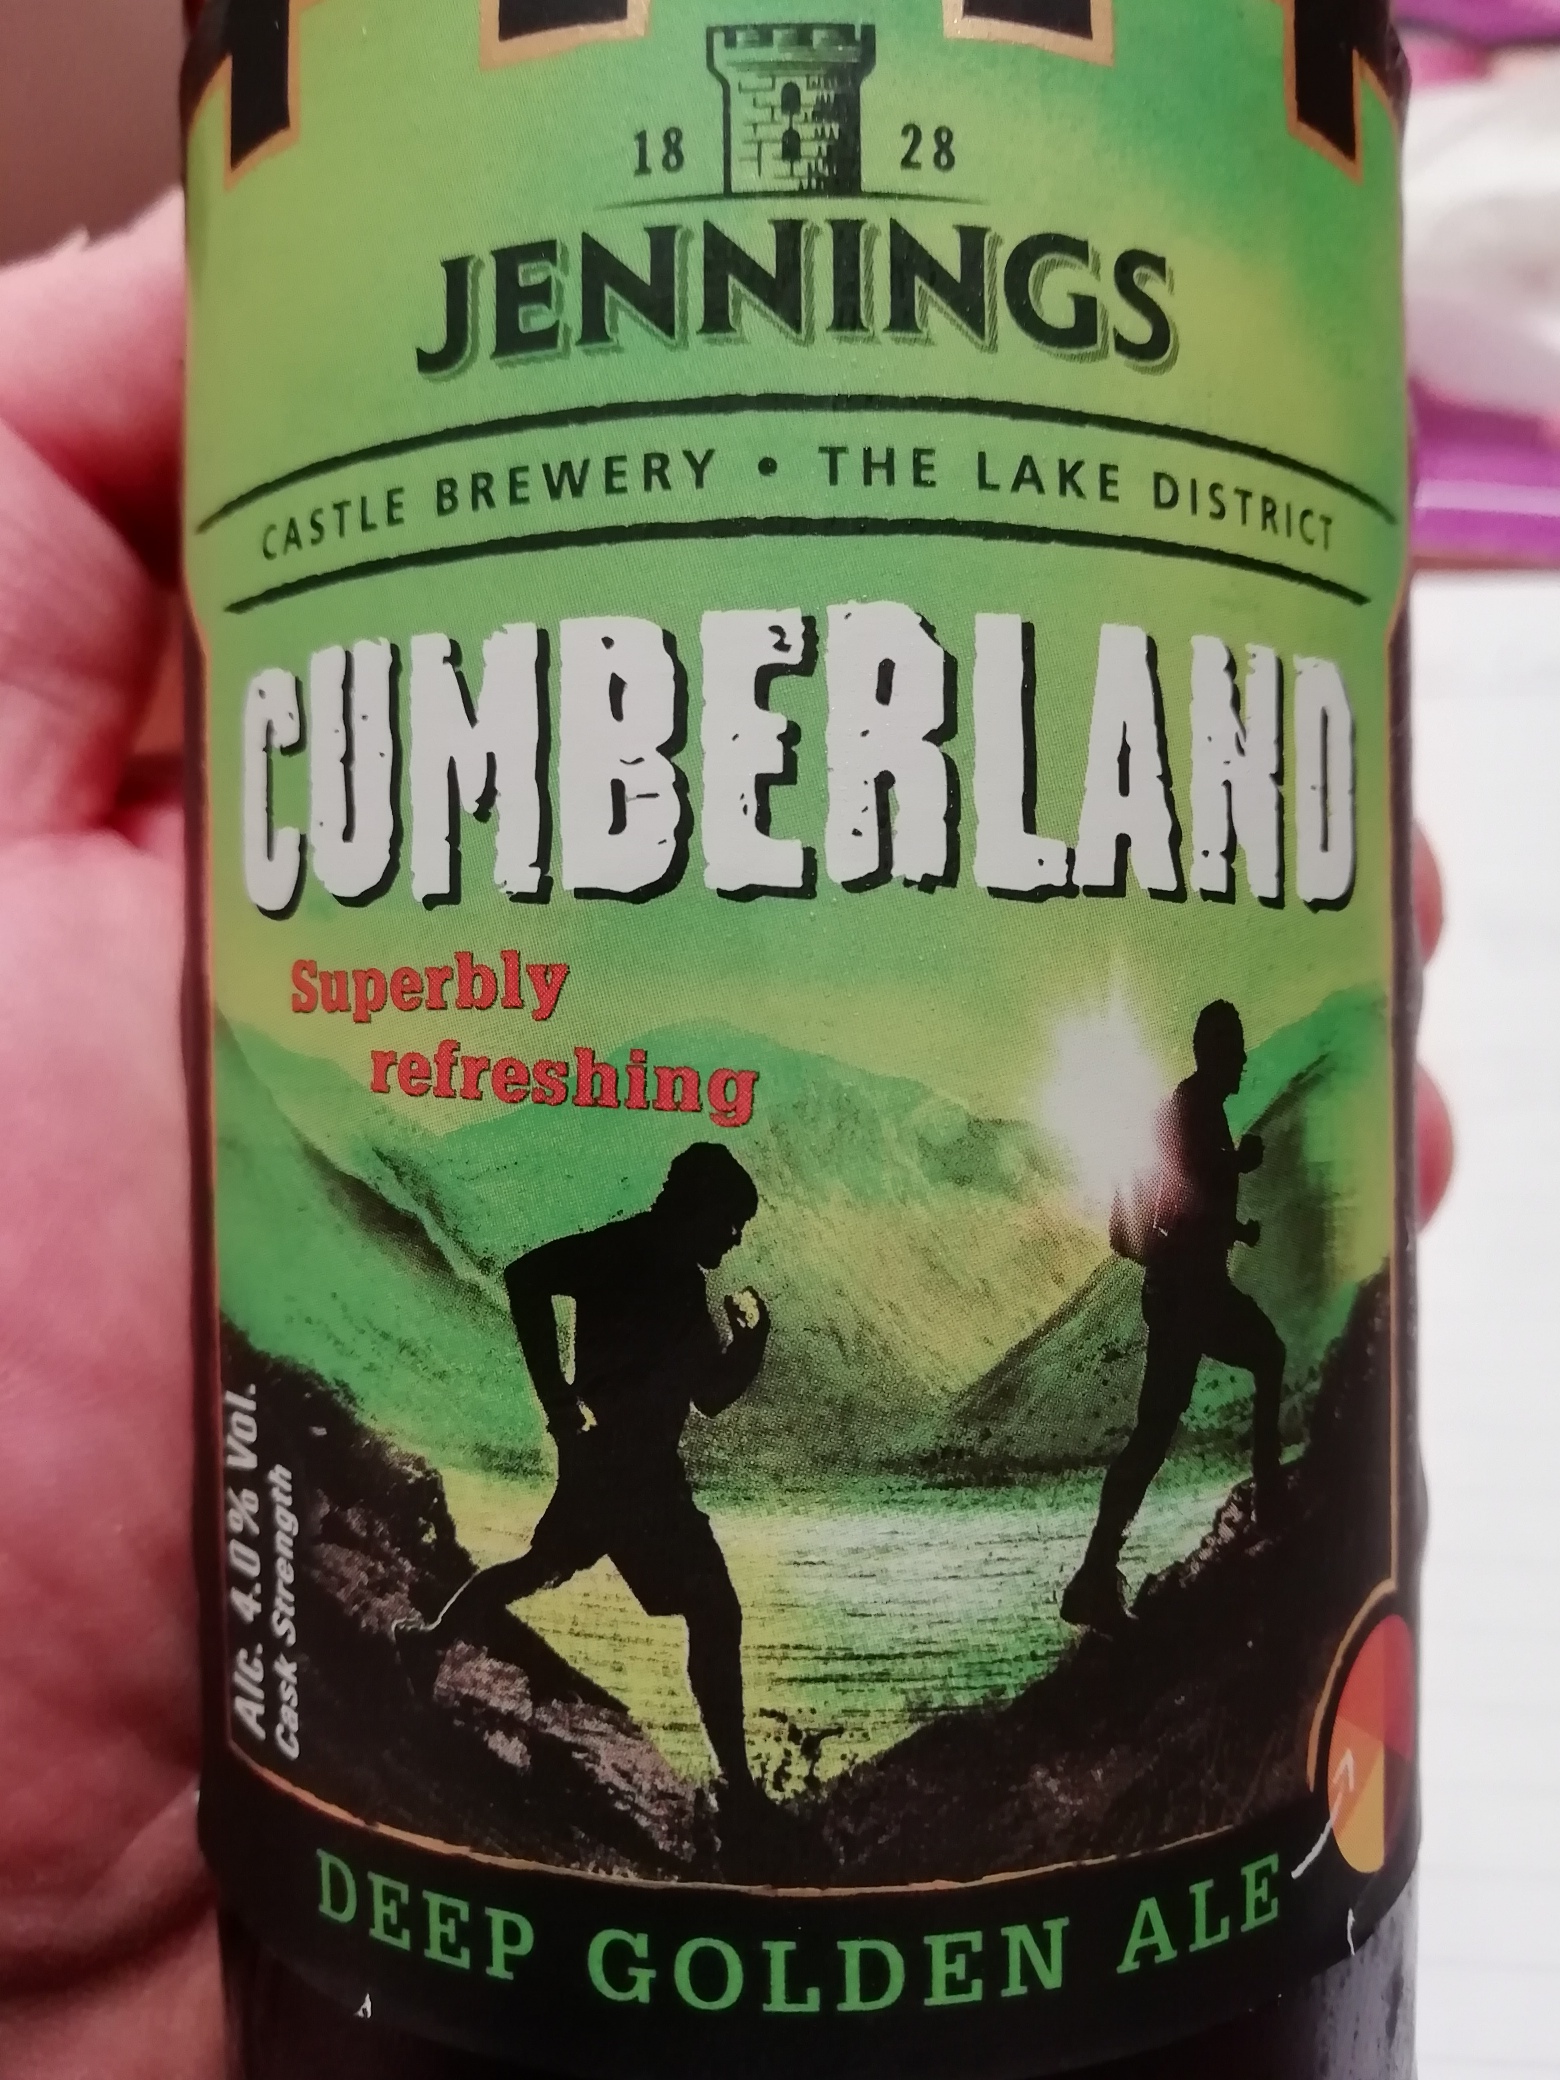 18 28
JENNINGS
CASTLE BREWERY • THE LAKE DISTRICT
CUMBERLAND
Superbly
refreshing
Alc. 4.0% Vol.
Cask Strength
DEEP GOLDEN ALE